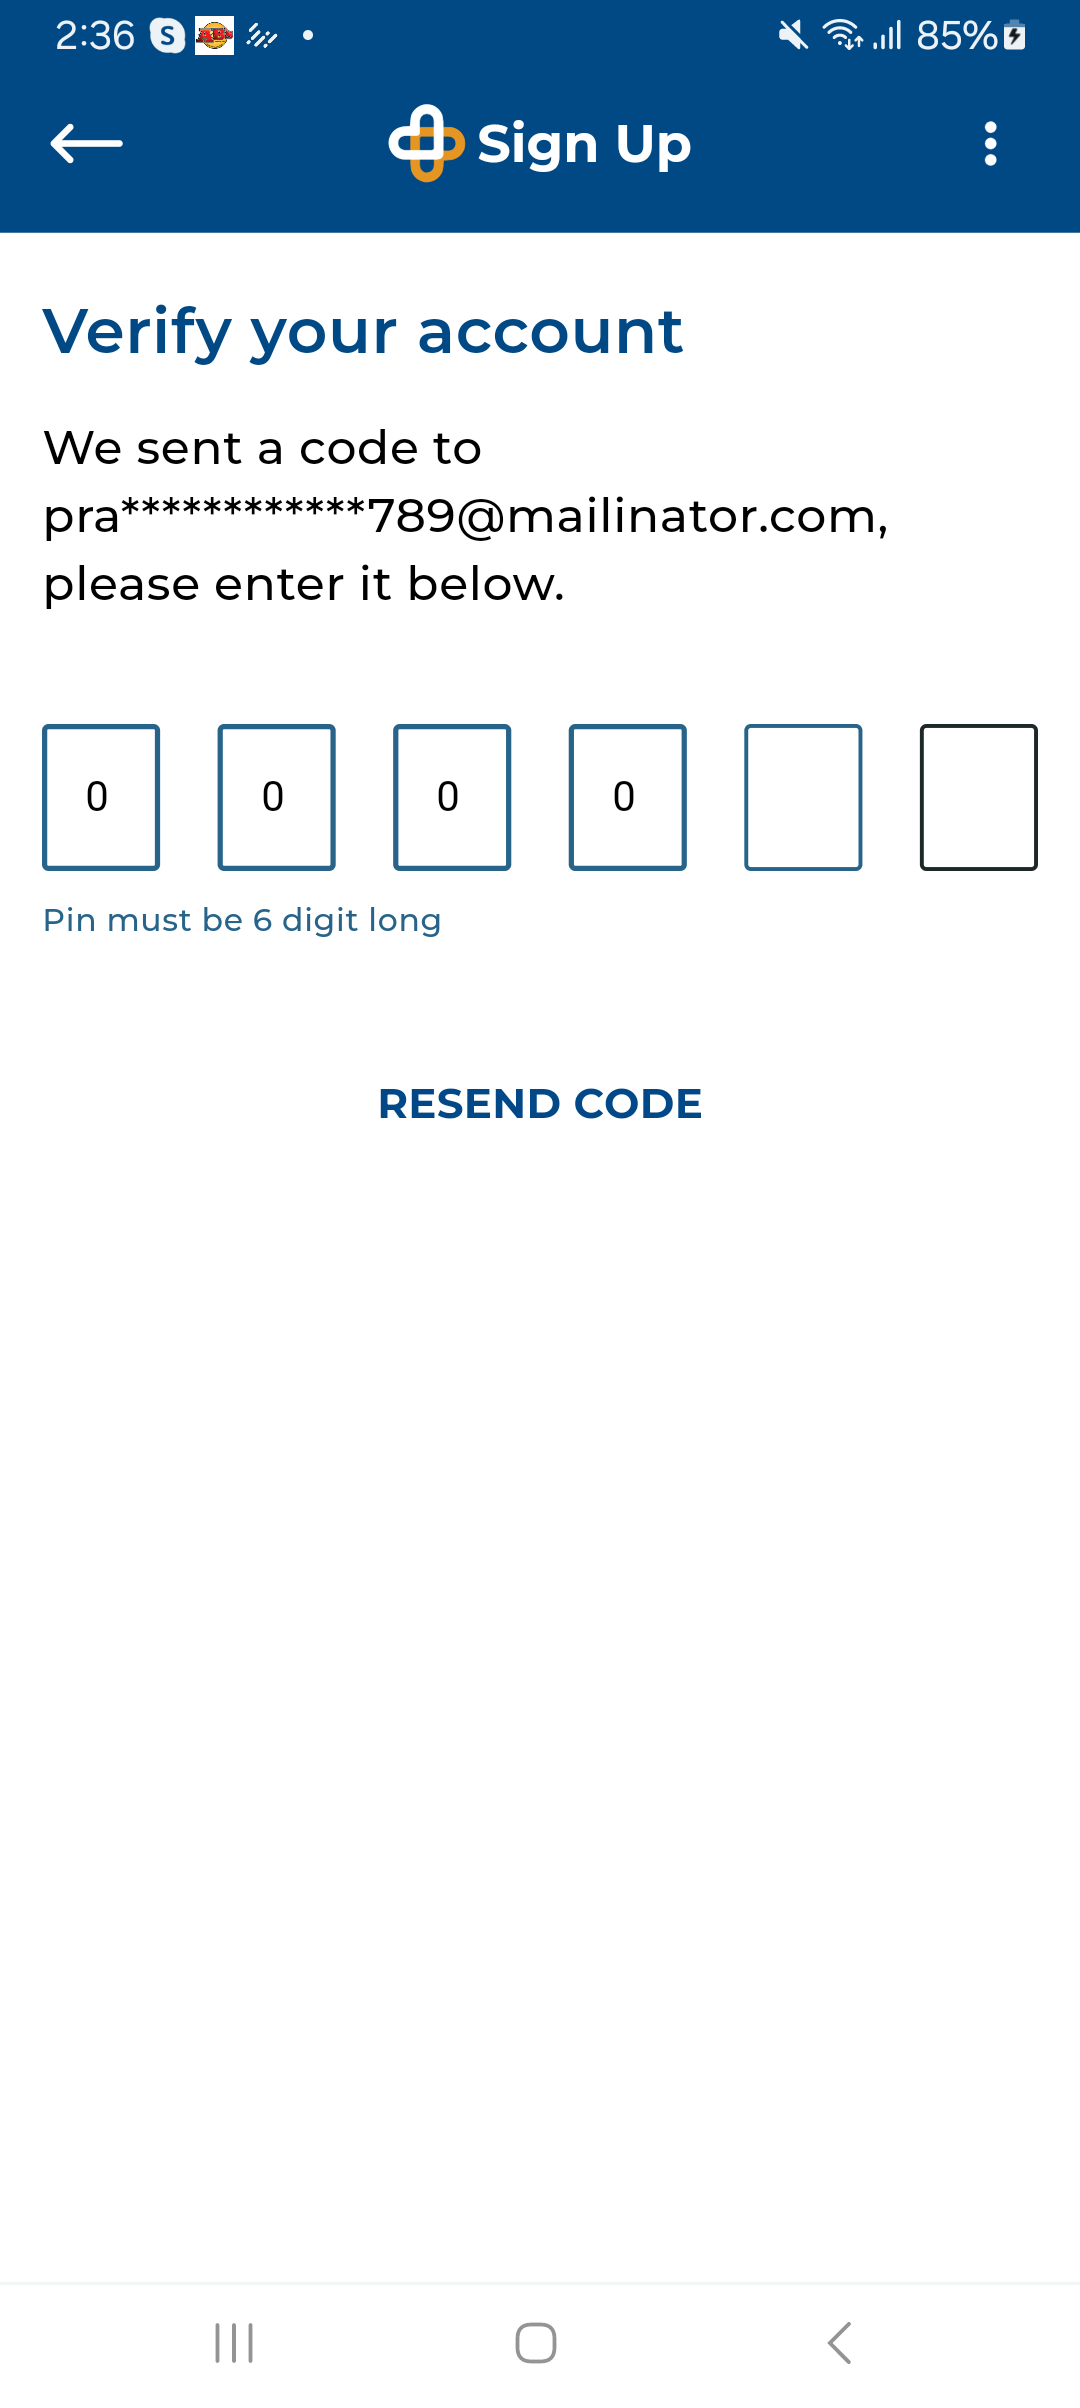 2:36 S 85%
Sign Up
Verify your account
We sent a code to
pra************789@mailinator.com,
please enter it below.
0 0 0 0
Pin must be 6 digit long
RESEND CODE